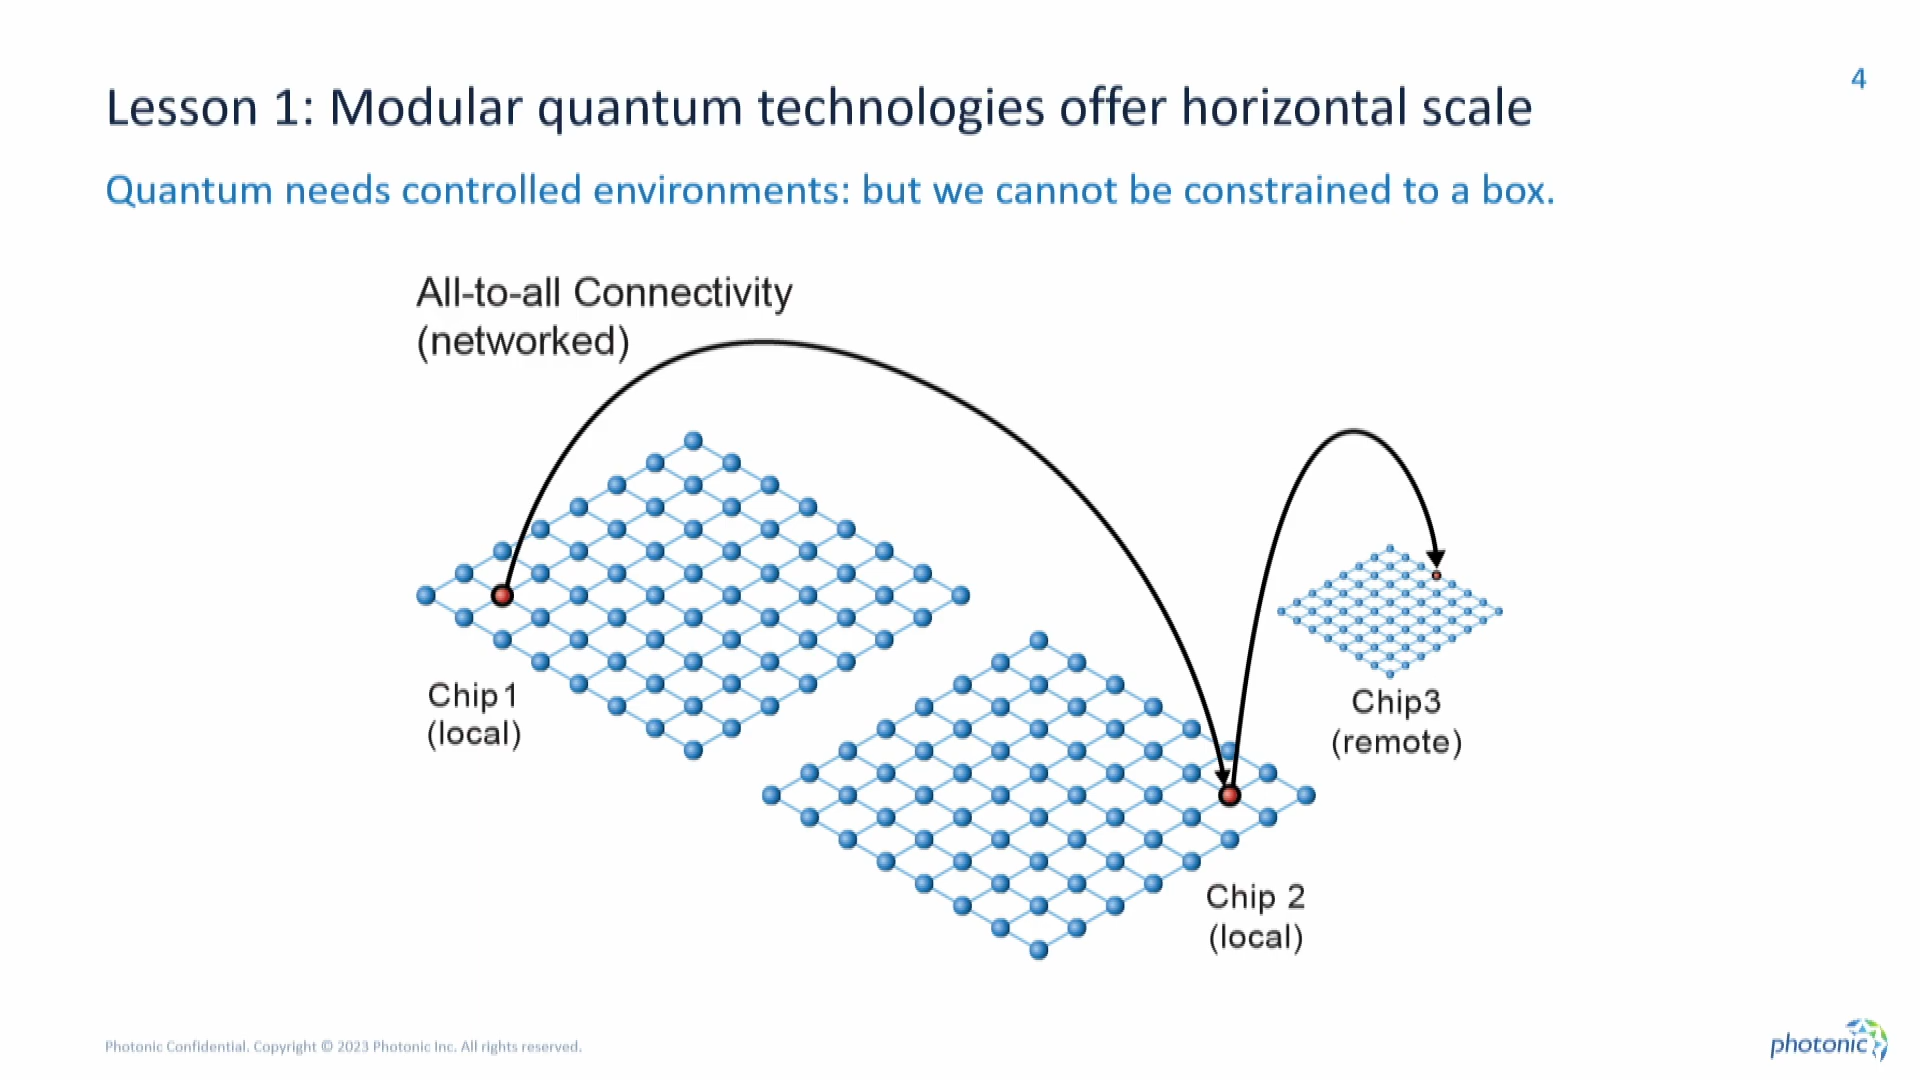 4
Lesson 1: Modular quantum technologies offer horizontal scale
Quantum needs controlled environments: but we cannot be constrained to a box.
All-to-all Connectivity
(networked)
Chip 1
(local)
Chip3
(remote)
Chip 2
(local)
Photonic Confidential. Copyright © 2023 Photonic Inc. All rights reserved.
photonic